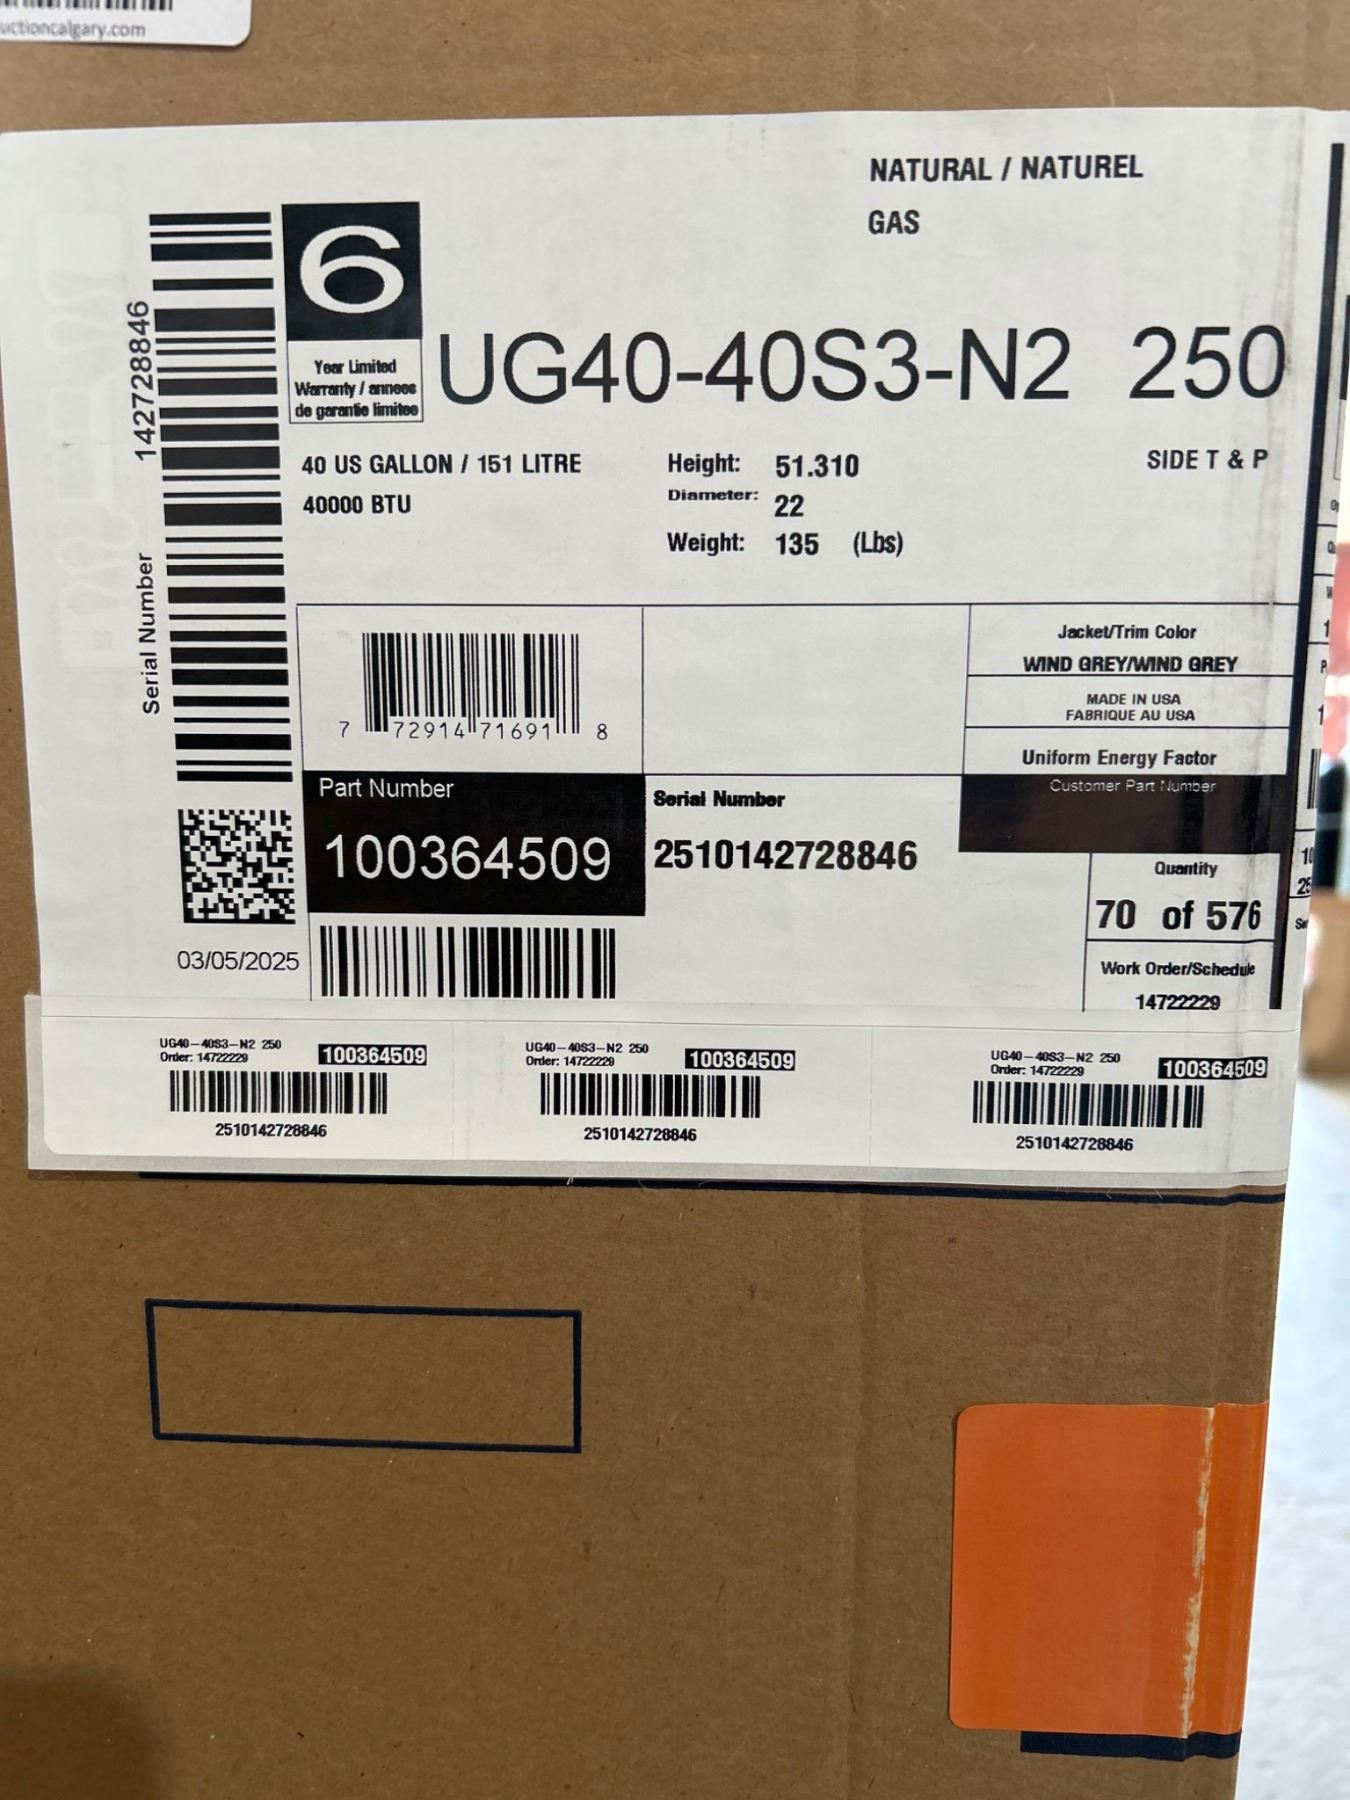 uctioncalgary.com
NATURAL / NATUREL
GAS
6
Year Limited
Warranty / annees
de garantie limitee
UG40-40S3-N2 250
Serial Number 142728846
40 US GALLON / 151 LITRE
40000 BTU
Height: 51.310
Diameter: 22
Weight: 135 (Lbs)
SIDE T & P
7 72914 71691 8
Jacket/Trim Color
WIND GREY/WIND GREY
MADE IN USA
FABRIQUE AU USA
Uniform Energy Factor
Part Number
100364509
Serial Number
2510142728846
Customer Part Number
Quantity
70 of 576
Work Order/Schedule
14722229
03/05/2025
UG40-40S3-N2 250
Order: 14722229
100364509
2510142728846
UG40-40S3-N2 250
Order: 14722229
100364509
2510142728846
UG40-40S3-N2 250
Order: 14722229
100364509
2510142728846